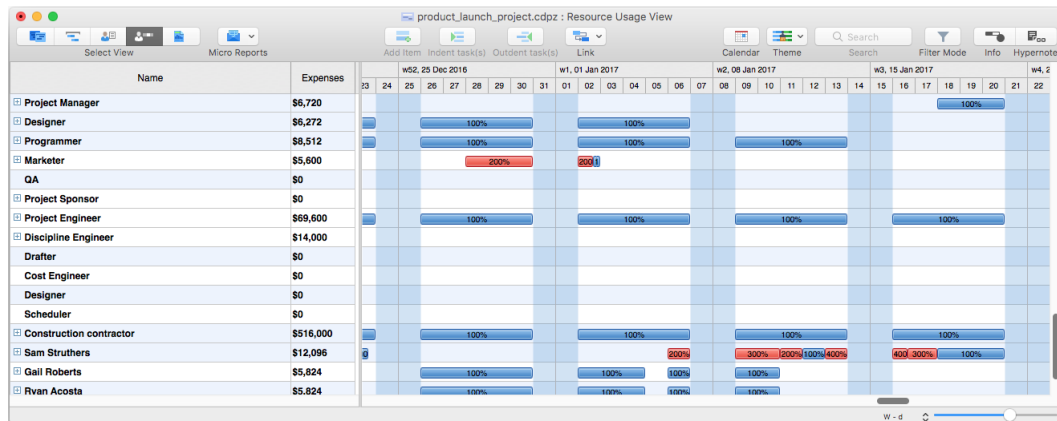 product_launch_project.cdpz : Resource Usage View
Select View Micro Reports Add Item Indent task(s) Outdent task(s) Link Calendar Theme Search Search Filter Mode Info Hypernote
Name Expenses w52, 25 Dec 2016 w1, 01 Jan 2017 w2, 08 Jan 2017 w3, 15 Jan 2017 w4, 2
23 24 25 26 27 28 29 30 31 01 02 03 04 05 06 07 08 09 10 11 12 13 14 15 16 17 18 19 20 21 22
Project Manager $6,720 100%
Designer $6,272 100% 100%
Programmer $8,512 100% 100% 100%
Marketer $5,600 200% 200 1
QA $0
Project Sponsor $0
Project Engineer $69,600 100% 100% 100% 100%
Discipline Engineer $14,000
Drafter $0
Cost Engineer $0
Designer $0
Scheduler $0
Construction contractor $516,000 100% 100% 100% 100%
Sam Struthers $12,096 0 200% 300% 200% 100% 400% 400 300% 100%
Gail Roberts $5,824 100% 100% 100% 100%
Ryan Acosta $5,824 100% 100% 100% 100%
W - d